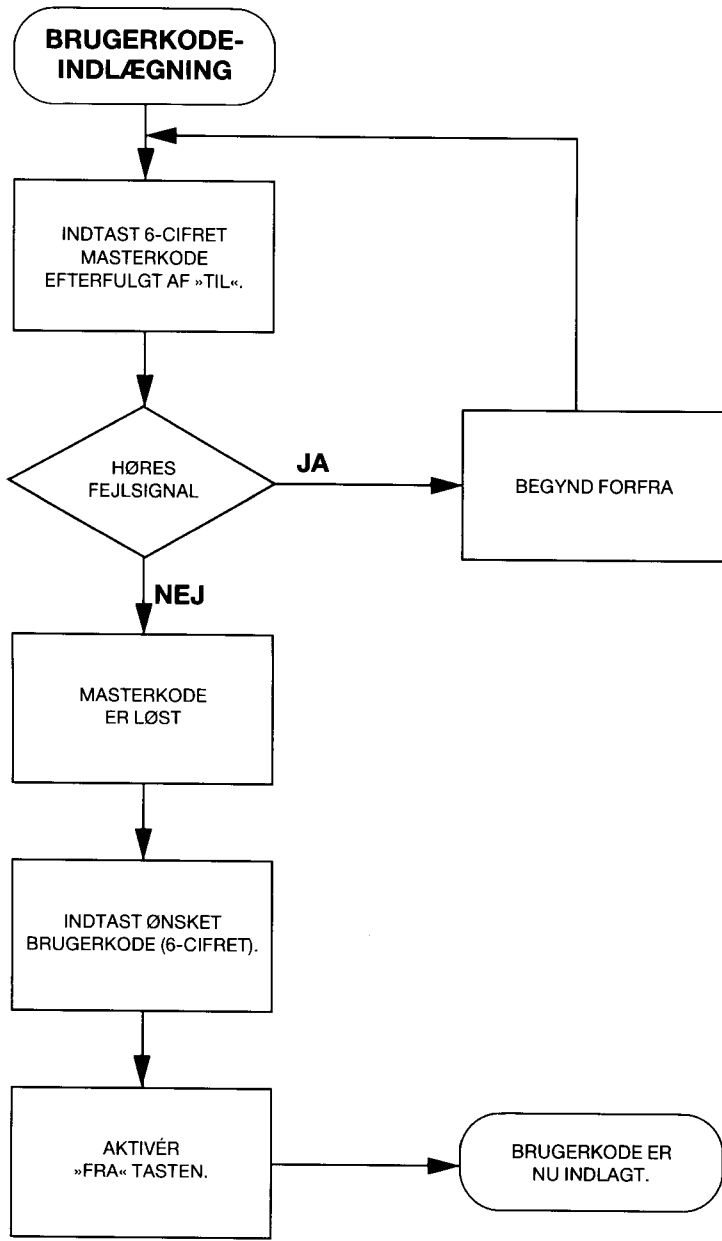 BRUGERKODE-
INDLÆGNING
INDTAST 6-CIFRET
MASTERKODE
EFTERFULGT AF »TIL«.
HØRES
FEJLSIGNAL
JA
BEGYND FORFRA
NEJ
MASTERKODE
ER LØST
INDTAST ØNSKET
BRUGERKODE (6-CIFRET).
AKTIVÉR
»FRA« TASTEN.
BRUGERKODE ER
NU INDLAGT.